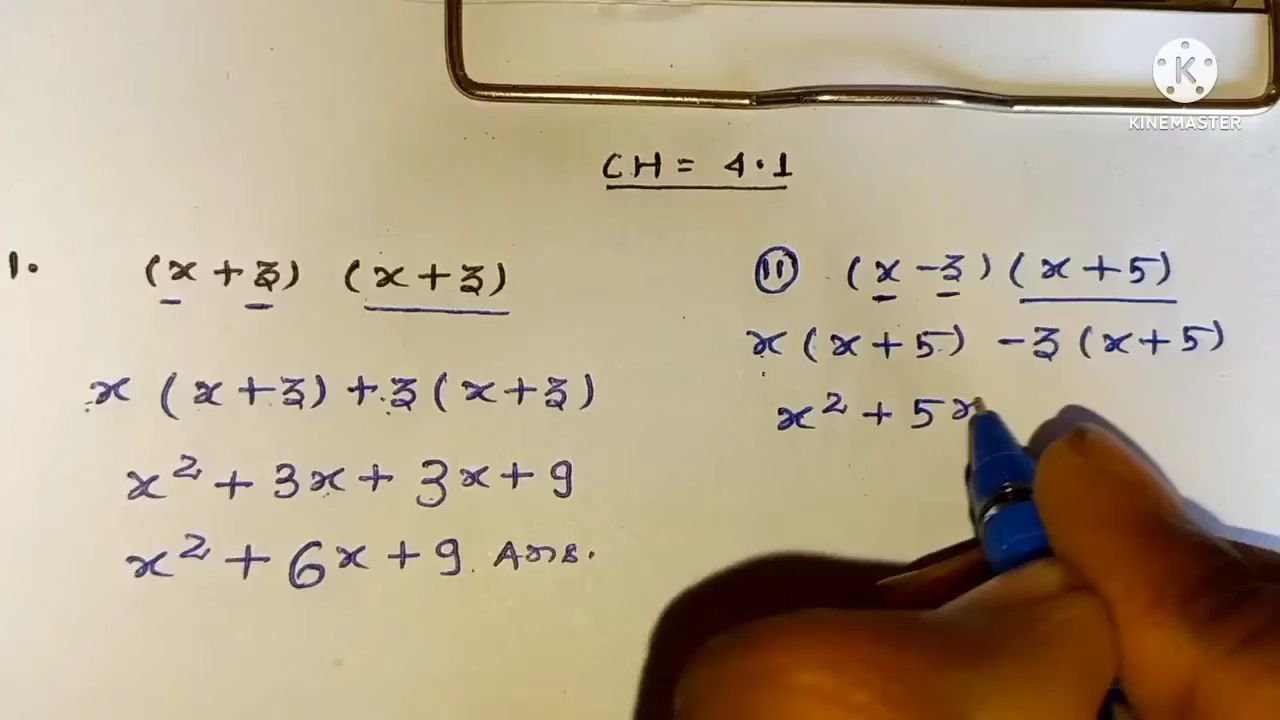 K
KINEMASTER
CH = 4.1
1. (x + 3) (x + 3)
x (x + 3) + 3 (x + 3)
x² + 3x + 3x + 9
x² + 6x + 9 Ans.
(11) (x - 3) (x + 5)
x (x + 5) - 3 (x + 5)
x² + 5x